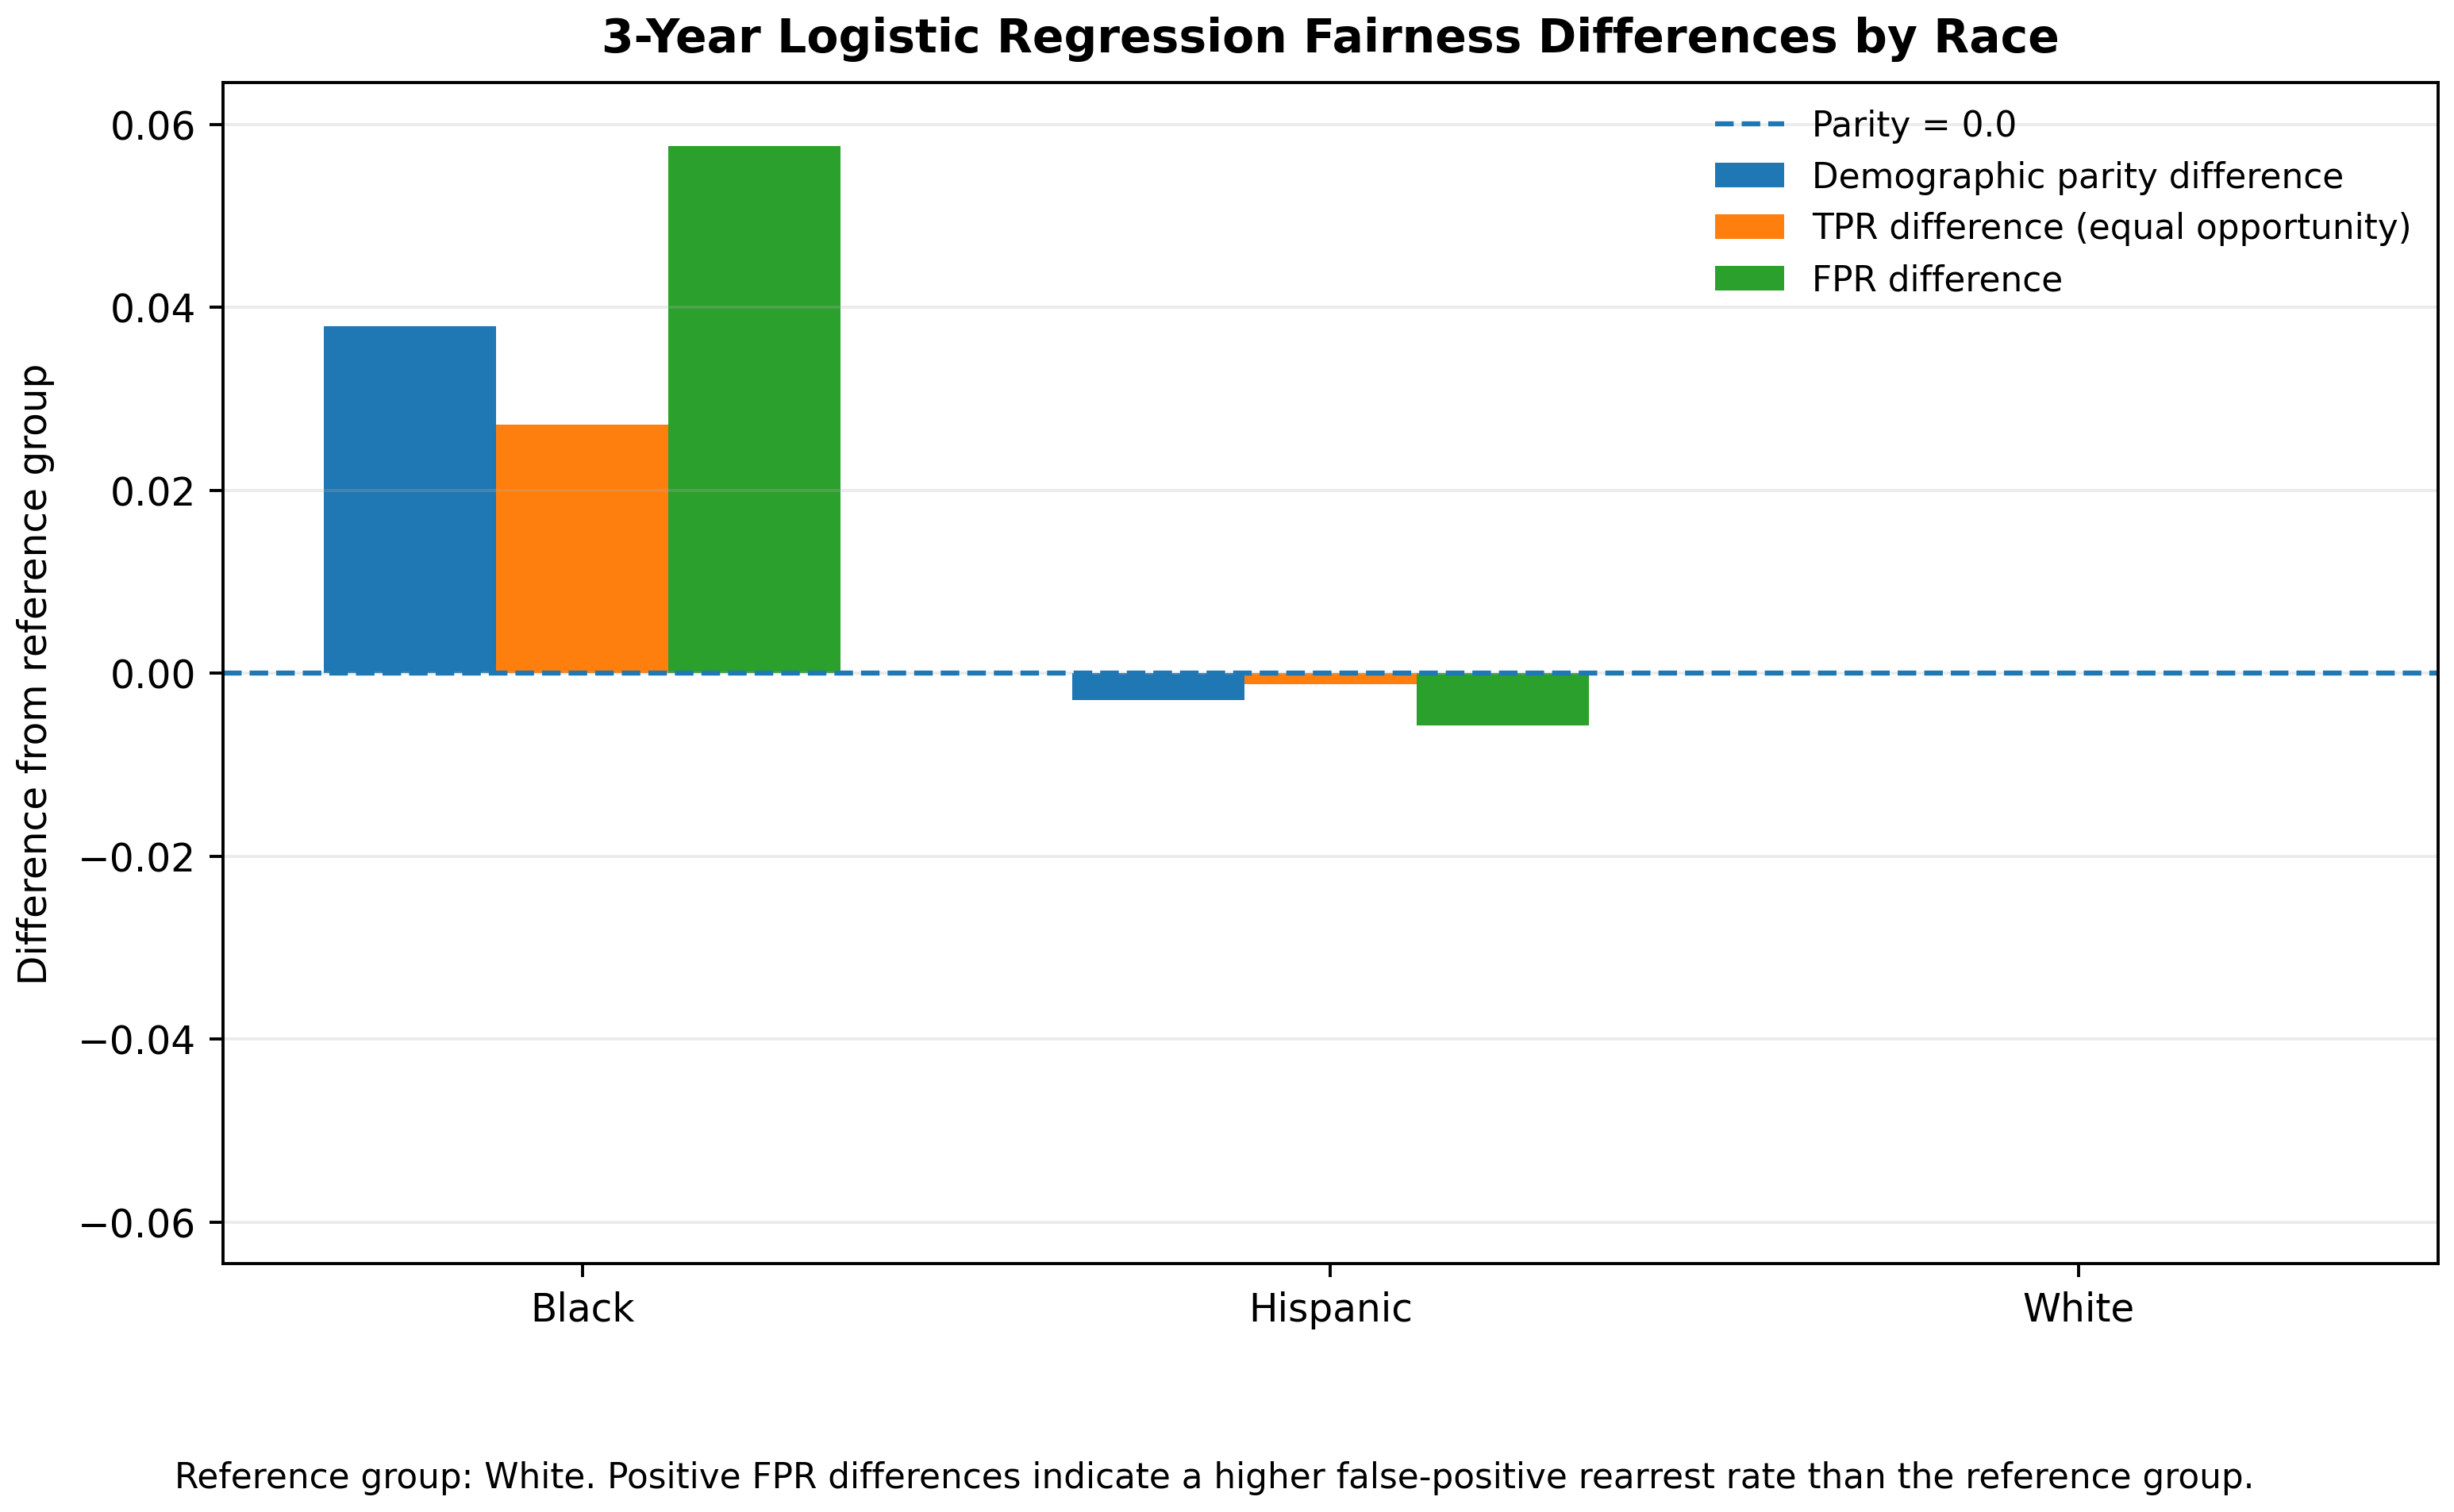 3-Year Logistic Regression Fairness Differences by Race
Difference from reference group
0.06
0.04
0.02
0.00
−0.02
−0.04
−0.06
Parity = 0.0
Demographic parity difference
TPR difference (equal opportunity)
FPR difference
Black
Hispanic
White
Reference group: White. Positive FPR differences indicate a higher false-positive rearrest rate than the reference group.